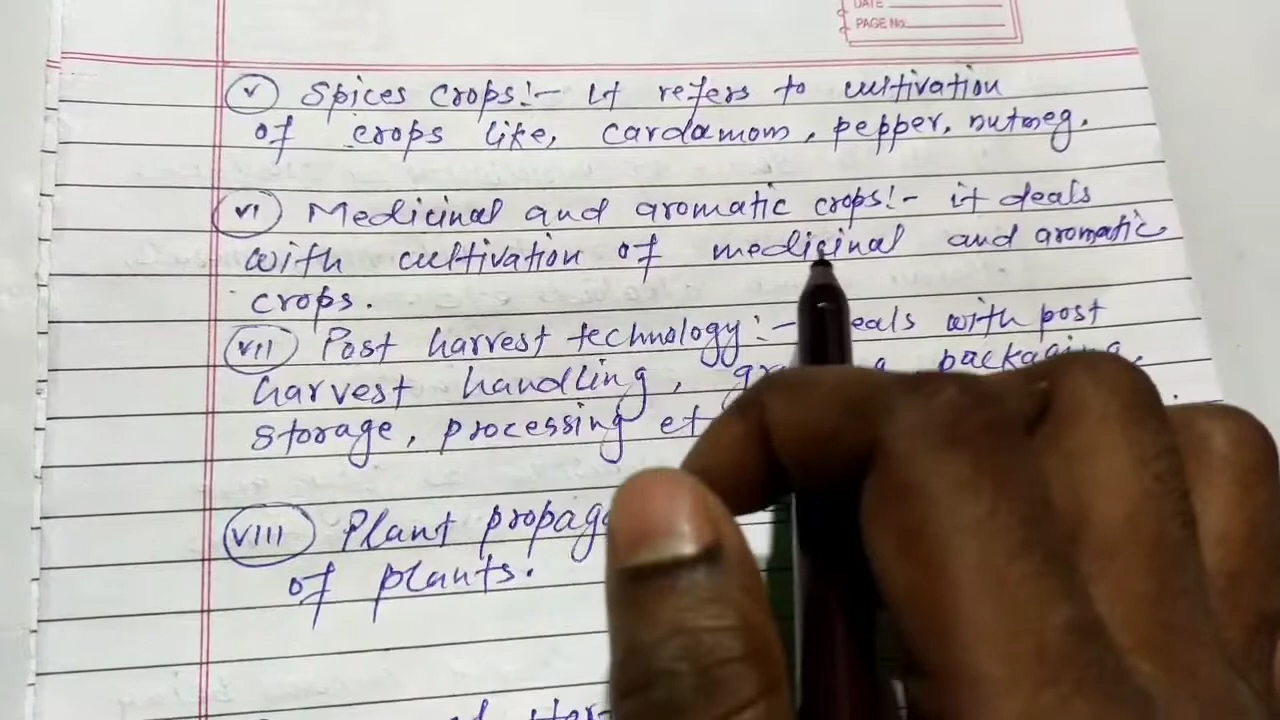 DATE
PAGE No.
(v) Spices crops:- it refers to cultivation
of crops like, cardamom, pepper, nutmeg.
(vi) Medicinal and aromatic crops:- it deals
with cultivation of medicinal and aromatic
crops.
(vii) Post harvest technology:- with post
harvest handling, packaging,
storage, processing
(viii) Plant
of plants.